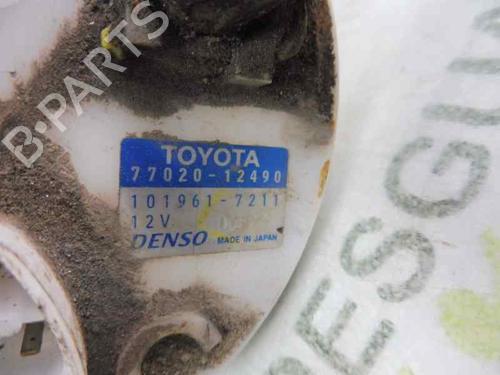 B-PARTS
TOYOTA
77020-12490
101961-7211
12V
DENSO MADE IN JAPAN